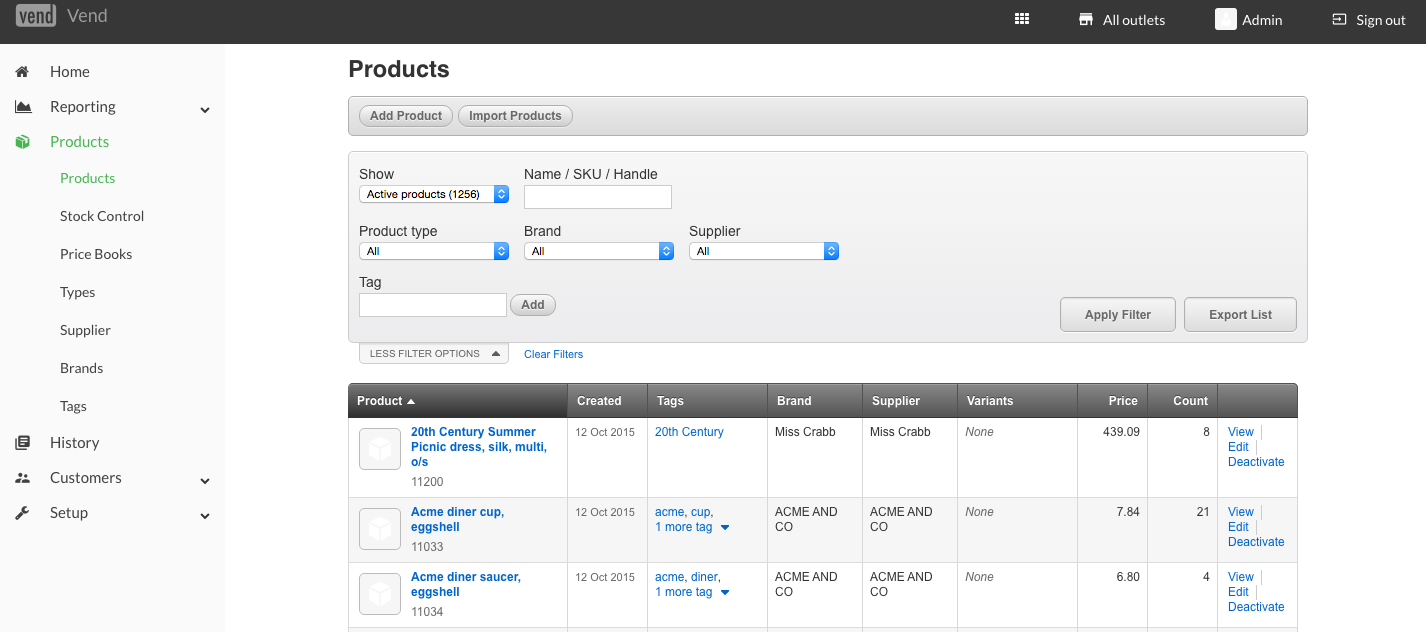 vend Vend
All outlets
Admin
Sign out
Home
Reporting
Products
Products
Stock Control
Price Books
Types
Supplier
Brands
Tags
History
Customers
Setup
Products
Add Product
Import Products
Show
Name / SKU / Handle
Active products (1256)
Product type
Brand
Supplier
All
All
All
Tag
Add
Apply Filter
Export List
LESS FILTER OPTIONS
Clear Filters
Product Created Tags Brand Supplier Variants Price Count
20th Century Summer
Picnic dress, silk, multi,
o/s
11200
12 Oct 2015
20th Century
Miss Crabb
Miss Crabb
None
439.09
8
View
Edit
Deactivate
Acme diner cup,
eggshell
11033
12 Oct 2015
acme, cup,
1 more tag
ACME AND
CO
ACME AND
CO
None
7.84
21
View
Edit
Deactivate
Acme diner saucer,
eggshell
11034
12 Oct 2015
acme, diner,
1 more tag
ACME AND
CO
ACME AND
CO
None
6.80
4
View
Edit
Deactivate